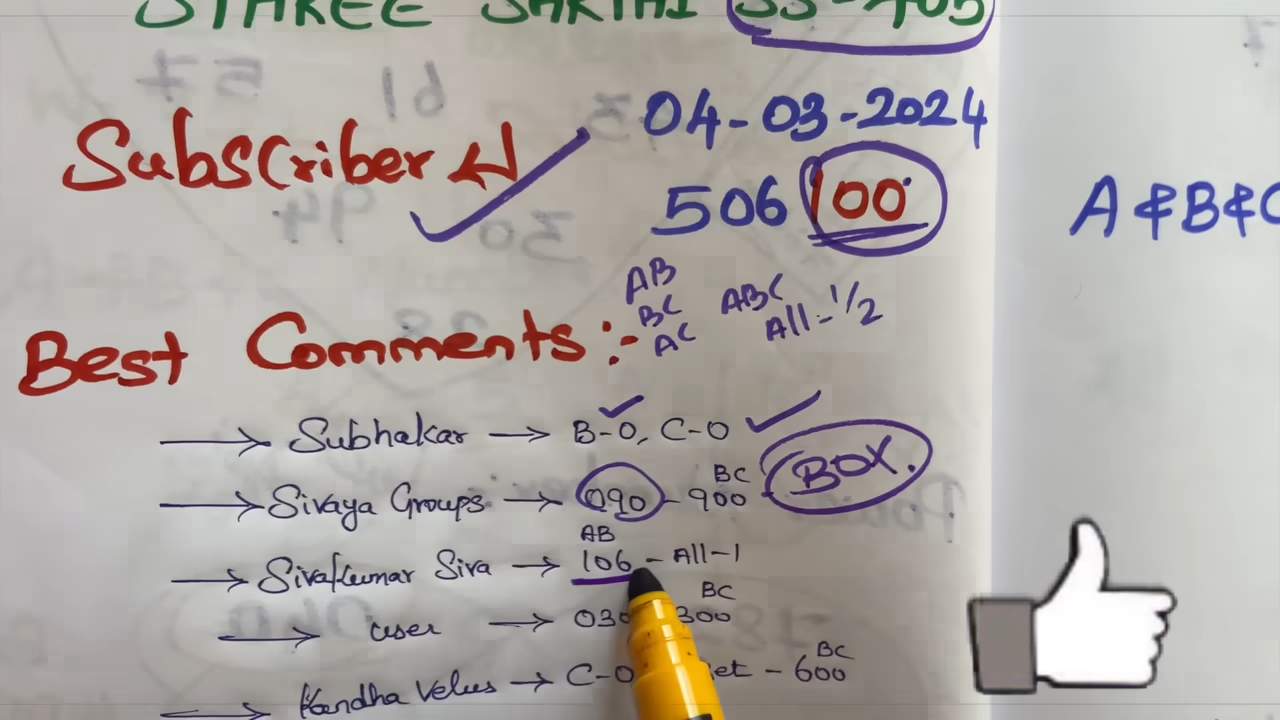 STHREE SAKTHI SS-405
Subscriber
04-03-2024
506 100
A & B & C
AB
BC ABC
AC All - 1/2
Best Comments :-
Subhakar → B-0, C-0
Sivaya Groups → 090 - 900 BC BOX.
AB
Sivakumar Siva → 106 - All-1
user → 030 300 BC
Kandha Velus → C-0 - 600 BC